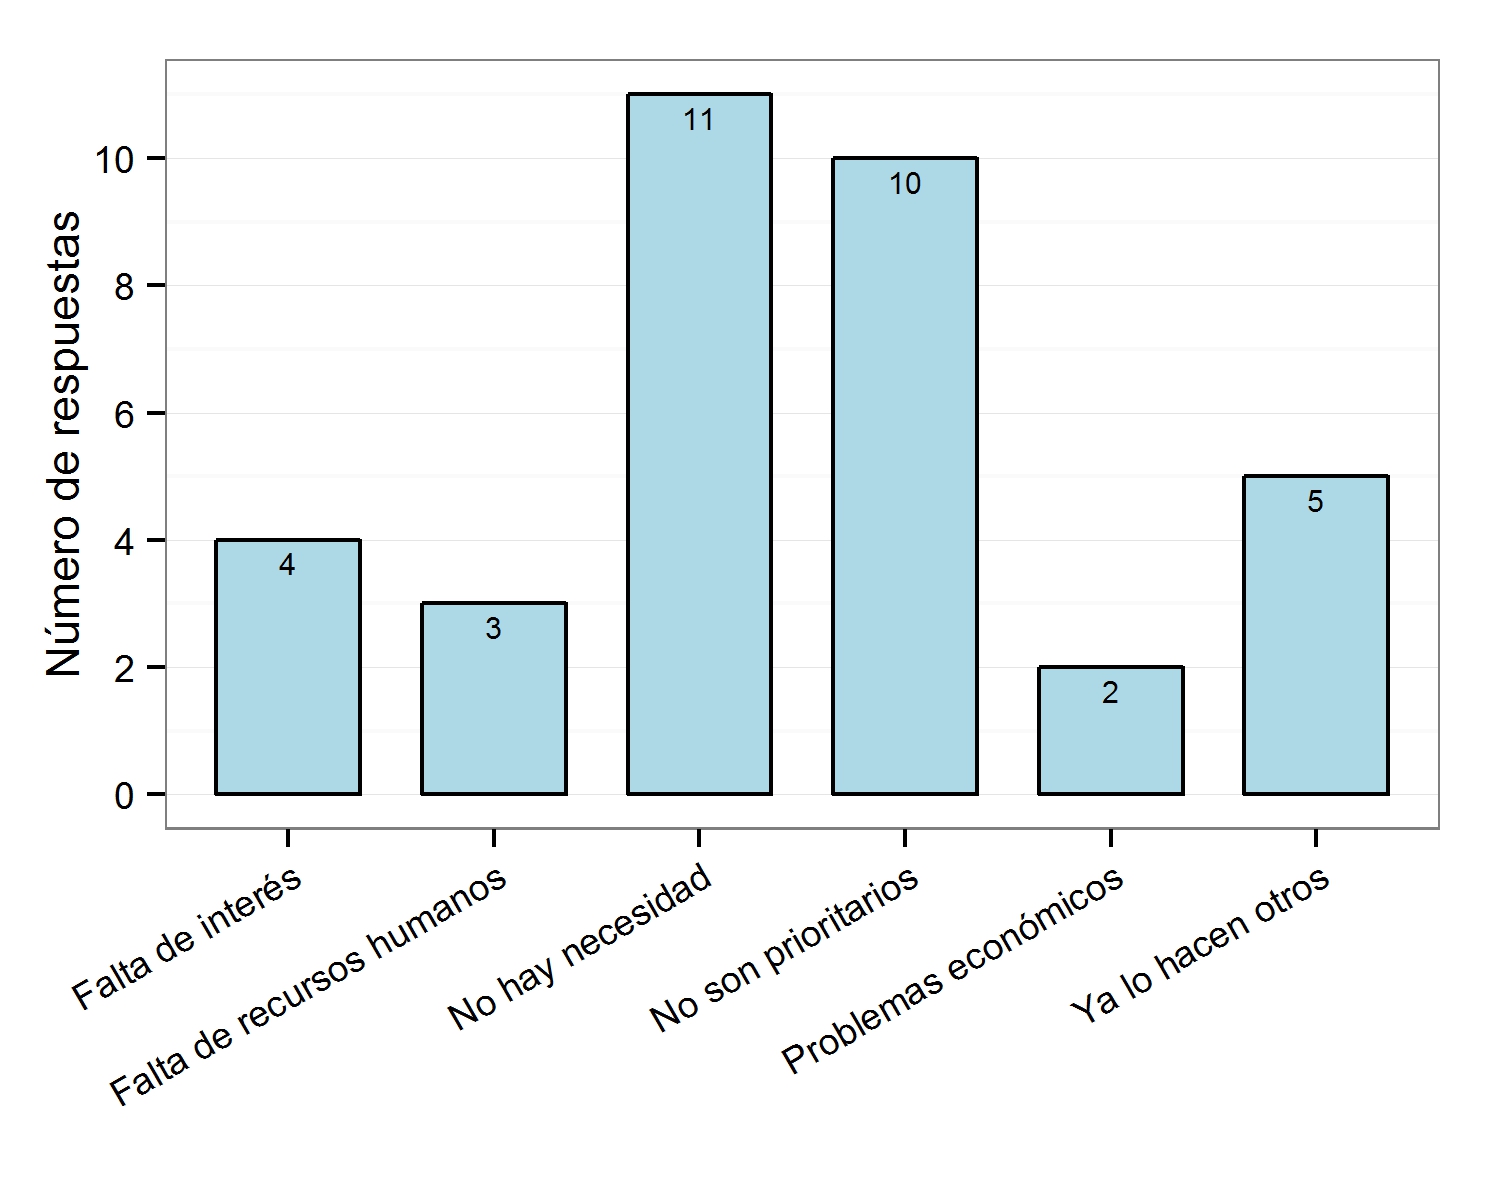 Número de respuestas
10
8
6
4
2
0
4
3
11
10
2
5
Falta de interés
Falta de recursos humanos
No hay necesidad
No son prioritarios
Problemas económicos
Ya lo hacen otros